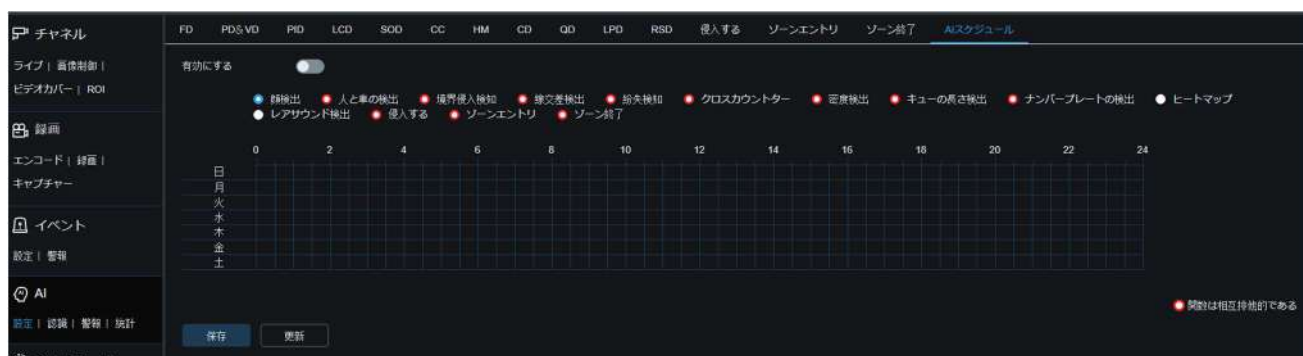 チャネル
ライブ | 画像制御 |
ビデオカバー | ROI
録画
エンコード | 録画 |
キャプチャー
イベント
設定 | 警報
AI
設定 | 認識 | 警報 | 統計
FD PD&VD PID LCD SOD CC HM CD QD LPD RSD 侵入する ゾーンエントリ ゾーン終了 AIスケジュール
有効にする
顔検出 人と車の検出 境界侵入検知 線交差検出 紛失検知 クロスカウンター 密度検出 キューの長さ検出 ナンバープレートの検出 ヒートマップ
レアサウンド検出 侵入する ゾーンエントリ ゾーン終了
0 2 4 6 8 10 12 14 16 18 20 22 24
日
月
火
水
木
金
土
関数は相互排他的である
保存 更新